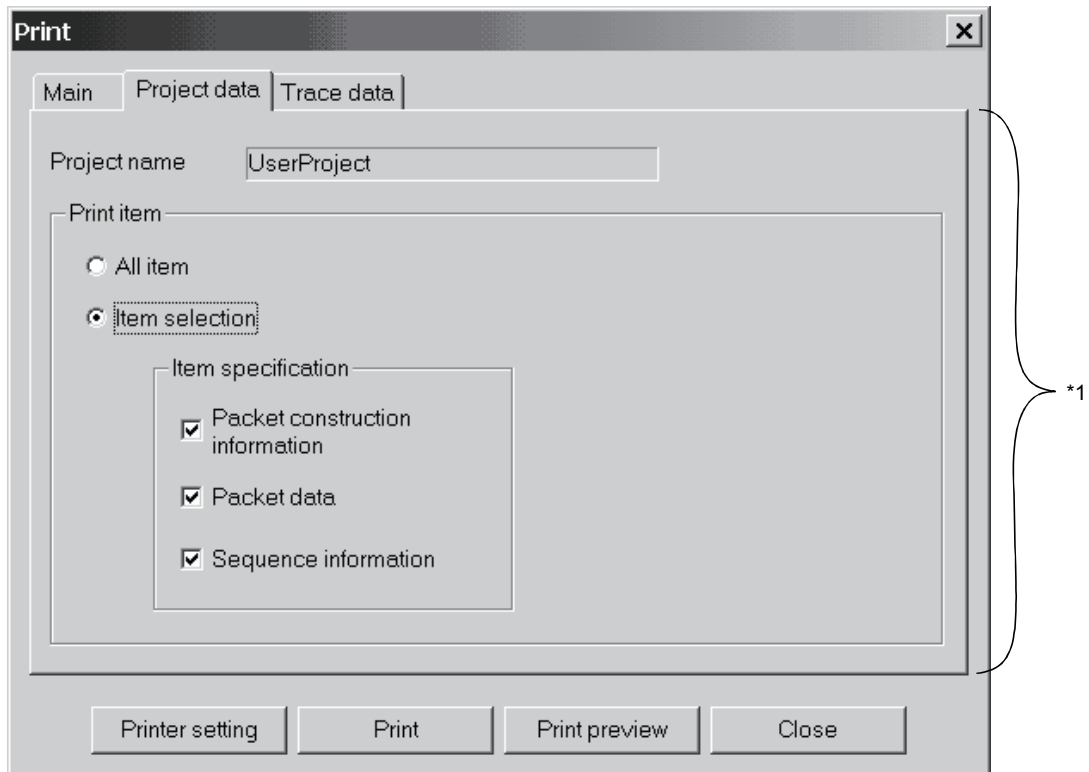 Print
Main Project data Trace data
Project name UserProject
Print item
All item
Item selection
Item specification
Packet construction
information
Packet data
Sequence information
*1
Printer setting Print Print preview Close